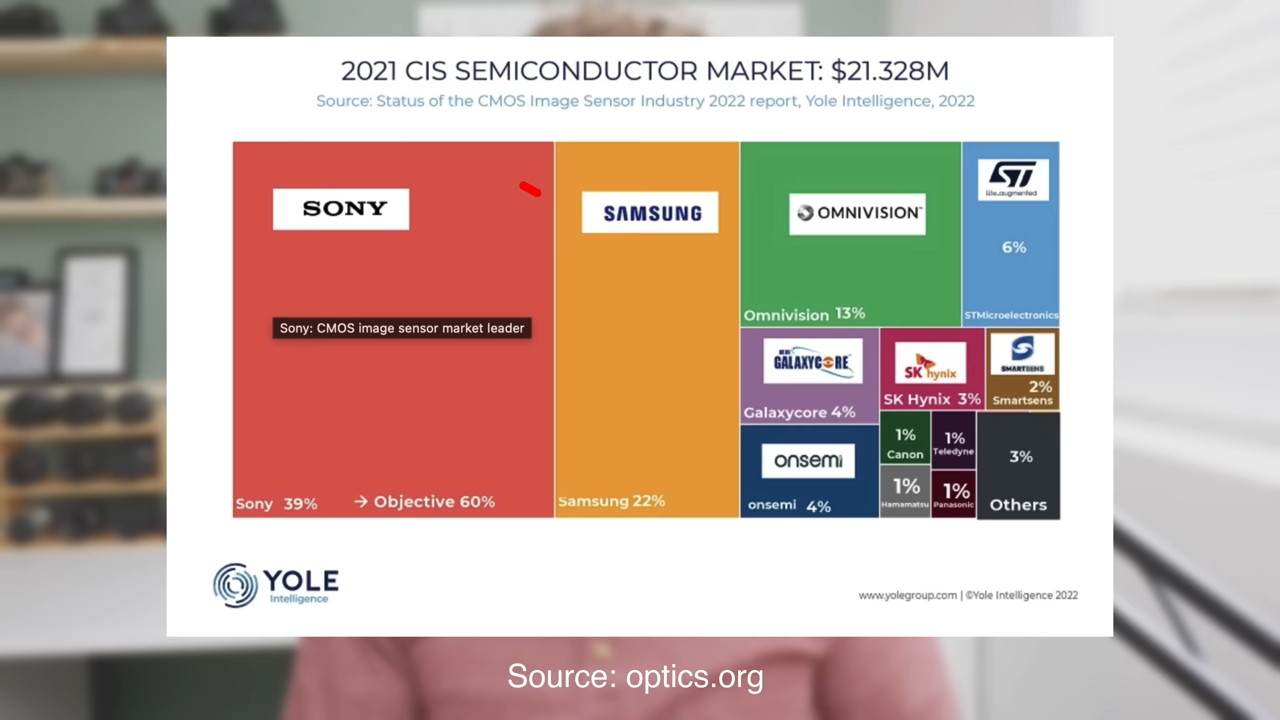 2021 CIS SEMICONDUCTOR MARKET: $21.328M
Source: Status of the CMOS Image Sensor Industry 2022 report, Yole Intelligence, 2022
SONY
Sony: CMOS image sensor market leader
Sony 39% → Objective 60%
SAMSUNG
Samsung 22%
OMNIVISION
Omnivision 13%
ST
life.augmented
6%
STMicroelectronics
GALAXYCORE
Galaxycore 4%
SK hynix
SK Hynix 3%
SMARTSENS
2%
Smartsens
onsemi
onsemi 4%
1%
Canon
1%
Teledyne
1%
Hamamatsu
1%
Panasonic
3%
Others
YOLE
Intelligence
www.yolegroup.com | ©Yole Intelligence 2022
Source: optics.org